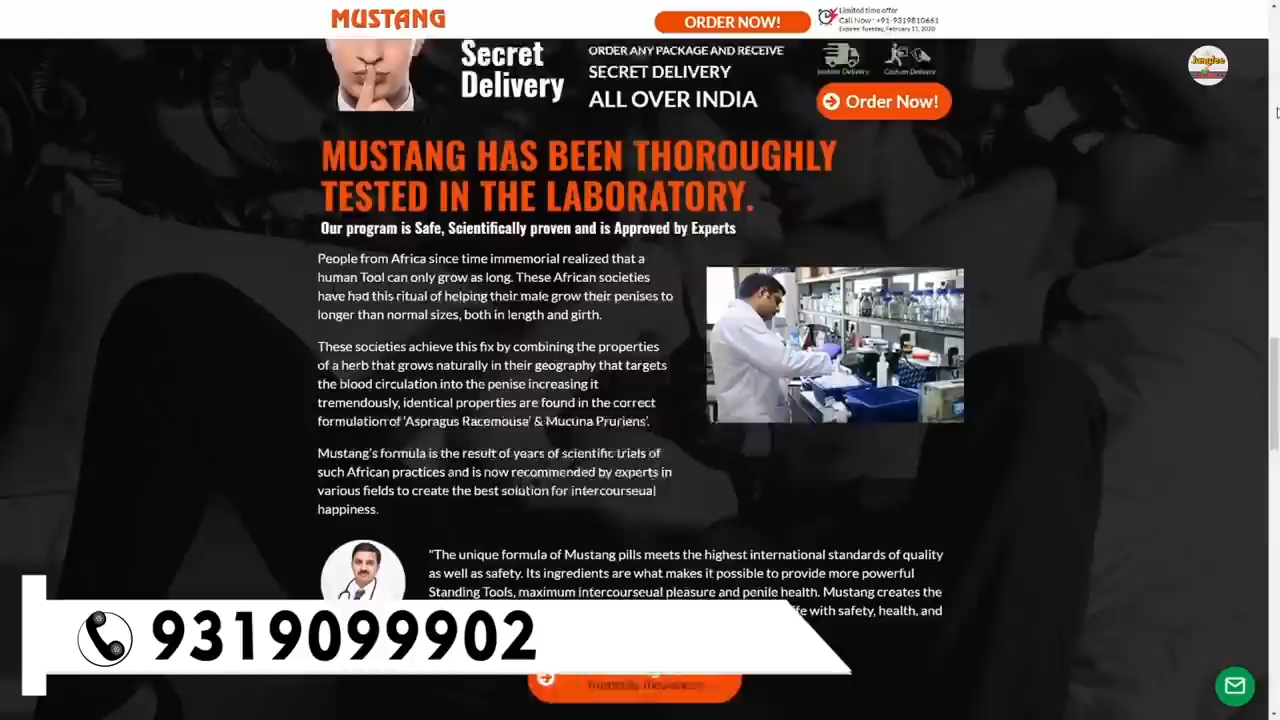 MUSTANG
ORDER NOW!
Limited time offer
Call Now : +91-9319810661
Expires: Tuesday, February 11, 2020
Secret
Delivery
ORDER ANY PACKAGE AND RECEIVE
SECRET DELIVERY
ALL OVER INDIA
Order Now!
MUSTANG HAS BEEN THOROUGHLY
TESTED IN THE LABORATORY.
Our program is Safe, Scientifically proven and is Approved by Experts
People from Africa since time immemorial realized that a
human Tool can only grow as long. These African societies
have had this ritual of helping their male grow their penises to
longer than normal sizes, both in length and girth.
These societies achieve this fix by combining the properties
of a herb that grows naturally in their geography that targets
the blood circulation into the penise increasing it
tremendously, identical properties are found in the correct
formulation of 'Aspragus Racemouse' & Mucuna Pruriens'.
Mustang's formula is the result of years of scientific trials of
such African practices and is now recommended by experts in
various fields to create the best solution for intercourseual
happiness.
"The unique formula of Mustang pills meets the highest international standards of quality
as well as safety. Its ingredients are what makes it possible to provide more powerful
Standing Tools, maximum intercourseual pleasure and penile health. Mustang creates the
with safety, health, and
9319099902